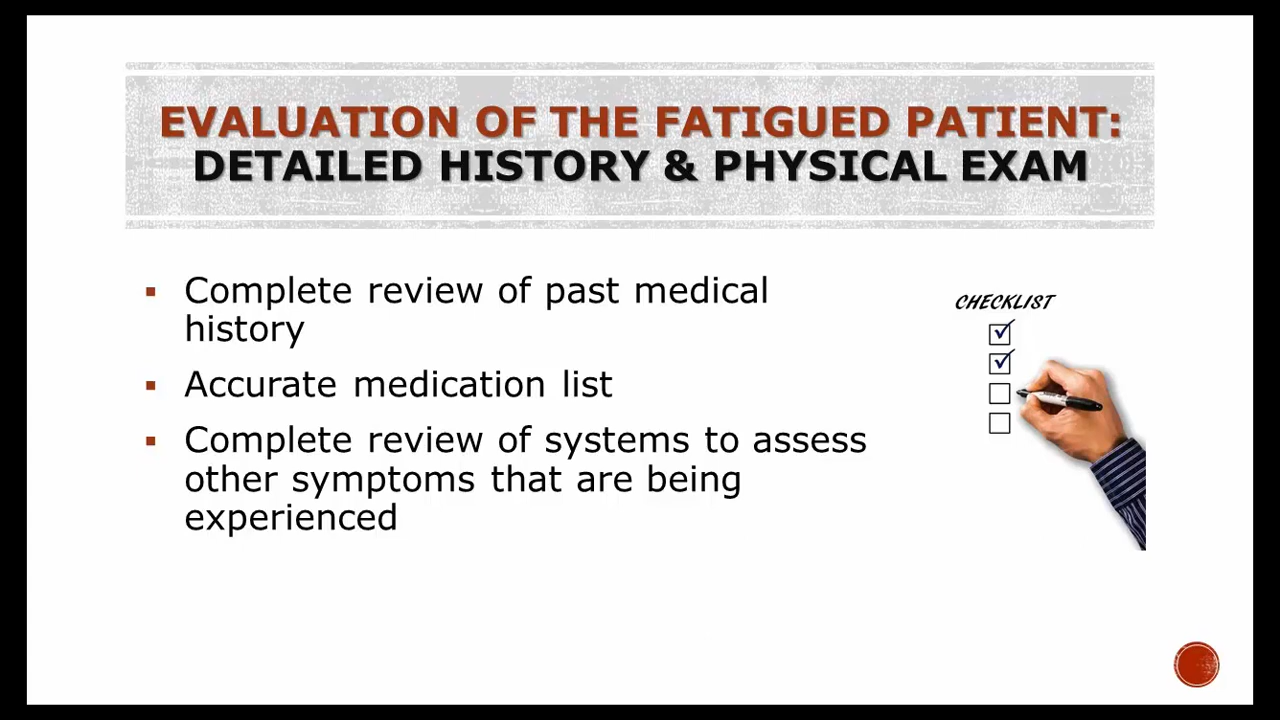 EVALUATION OF THE FATIGUED PATIENT:
DETAILED HISTORY & PHYSICAL EXAM
Complete review of past medical
history
CHECKLIST
Accurate medication list
Complete review of systems to assess
other symptoms that are being
experienced